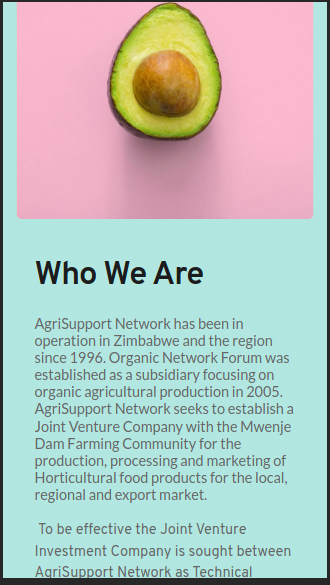 Who We Are
AgriSupport Network has been in
operation in Zimbabwe and the region
since 1996. Organic Network Forum was
established as a subsidiary focusing on
organic agricultural production in 2005.
AgriSupport Network seeks to establish a
Joint Venture Company with the Mwenje
Dam Farming Community for the
production, processing and marketing of
Horticultural food products for the local,
regional and export market.
To be effective the Joint Venture
Investment Company is sought between
AgriSupport Network as Technical